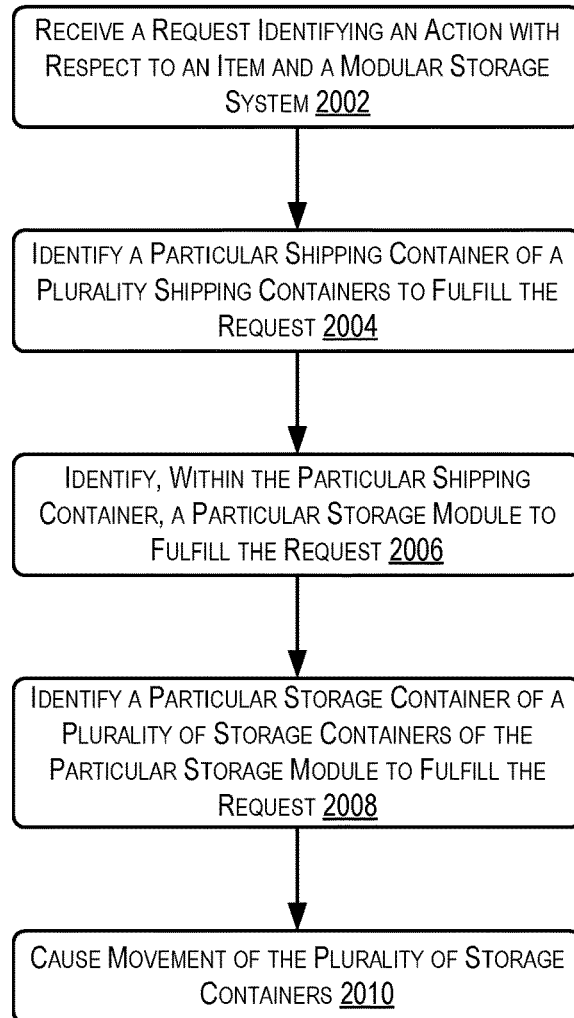 RECEIVE A REQUEST IDENTIFYING AN ACTION WITH
RESPECT TO AN ITEM AND A MODULAR STORAGE
SYSTEM 2002
IDENTIFY A PARTICULAR SHIPPING CONTAINER OF A
PLURALITY SHIPPING CONTAINERS TO FULFILL THE
REQUEST 2004
IDENTIFY, WITHIN THE PARTICULAR SHIPPING
CONTAINER, A PARTICULAR STORAGE MODULE TO
FULFILL THE REQUEST 2006
IDENTIFY A PARTICULAR STORAGE CONTAINER OF A
PLURALITY OF STORAGE CONTAINERS OF THE
PARTICULAR STORAGE MODULE TO FULFILL THE
REQUEST 2008
CAUSE MOVEMENT OF THE PLURALITY OF STORAGE
CONTAINERS 2010